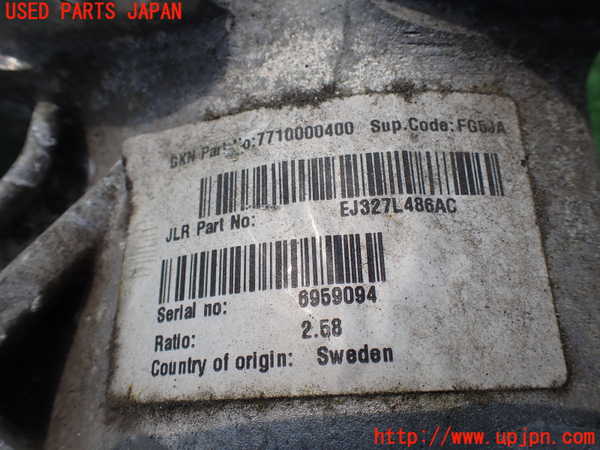 USED PARTS JAPAN
GKN Part No:7710000400 Sup.Code:FG5JA
JLR Part No: EJ327L486AC
Serial no: 6959094
Ratio: 2.58
Country of origin: Sweden
http://www.upjpn.com/